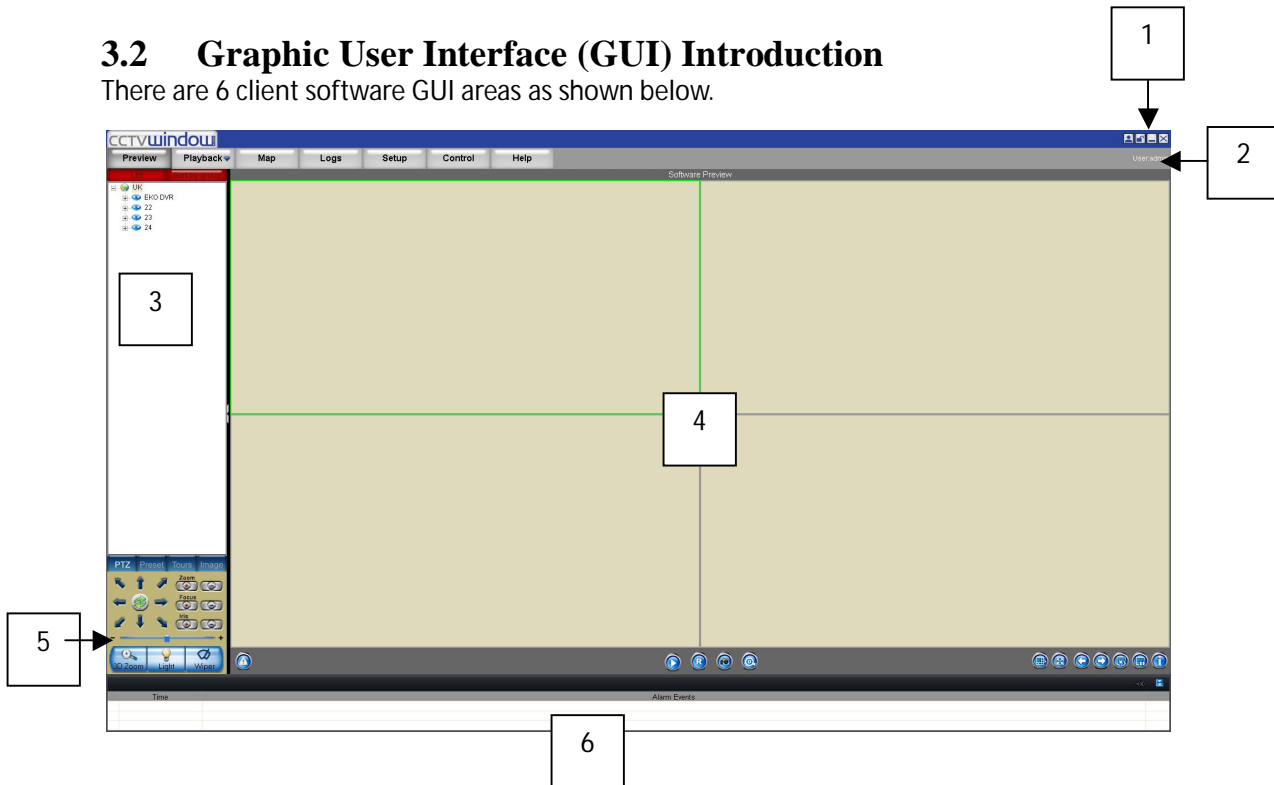 3.2 Graphic User Interface (GUI) Introduction
There are 6 client software GUI areas as shown below.
1
2
CCTVwindow
Preview Playback Map Logs Setup Control Help
Software Preview
UK
EKO DVR
22
23
24
3
4
PTZ Preset Tours Image
Zoom
Focus
Iris
- +
5
3D Zoom Light Wiper
R
Time Alarm Events
6